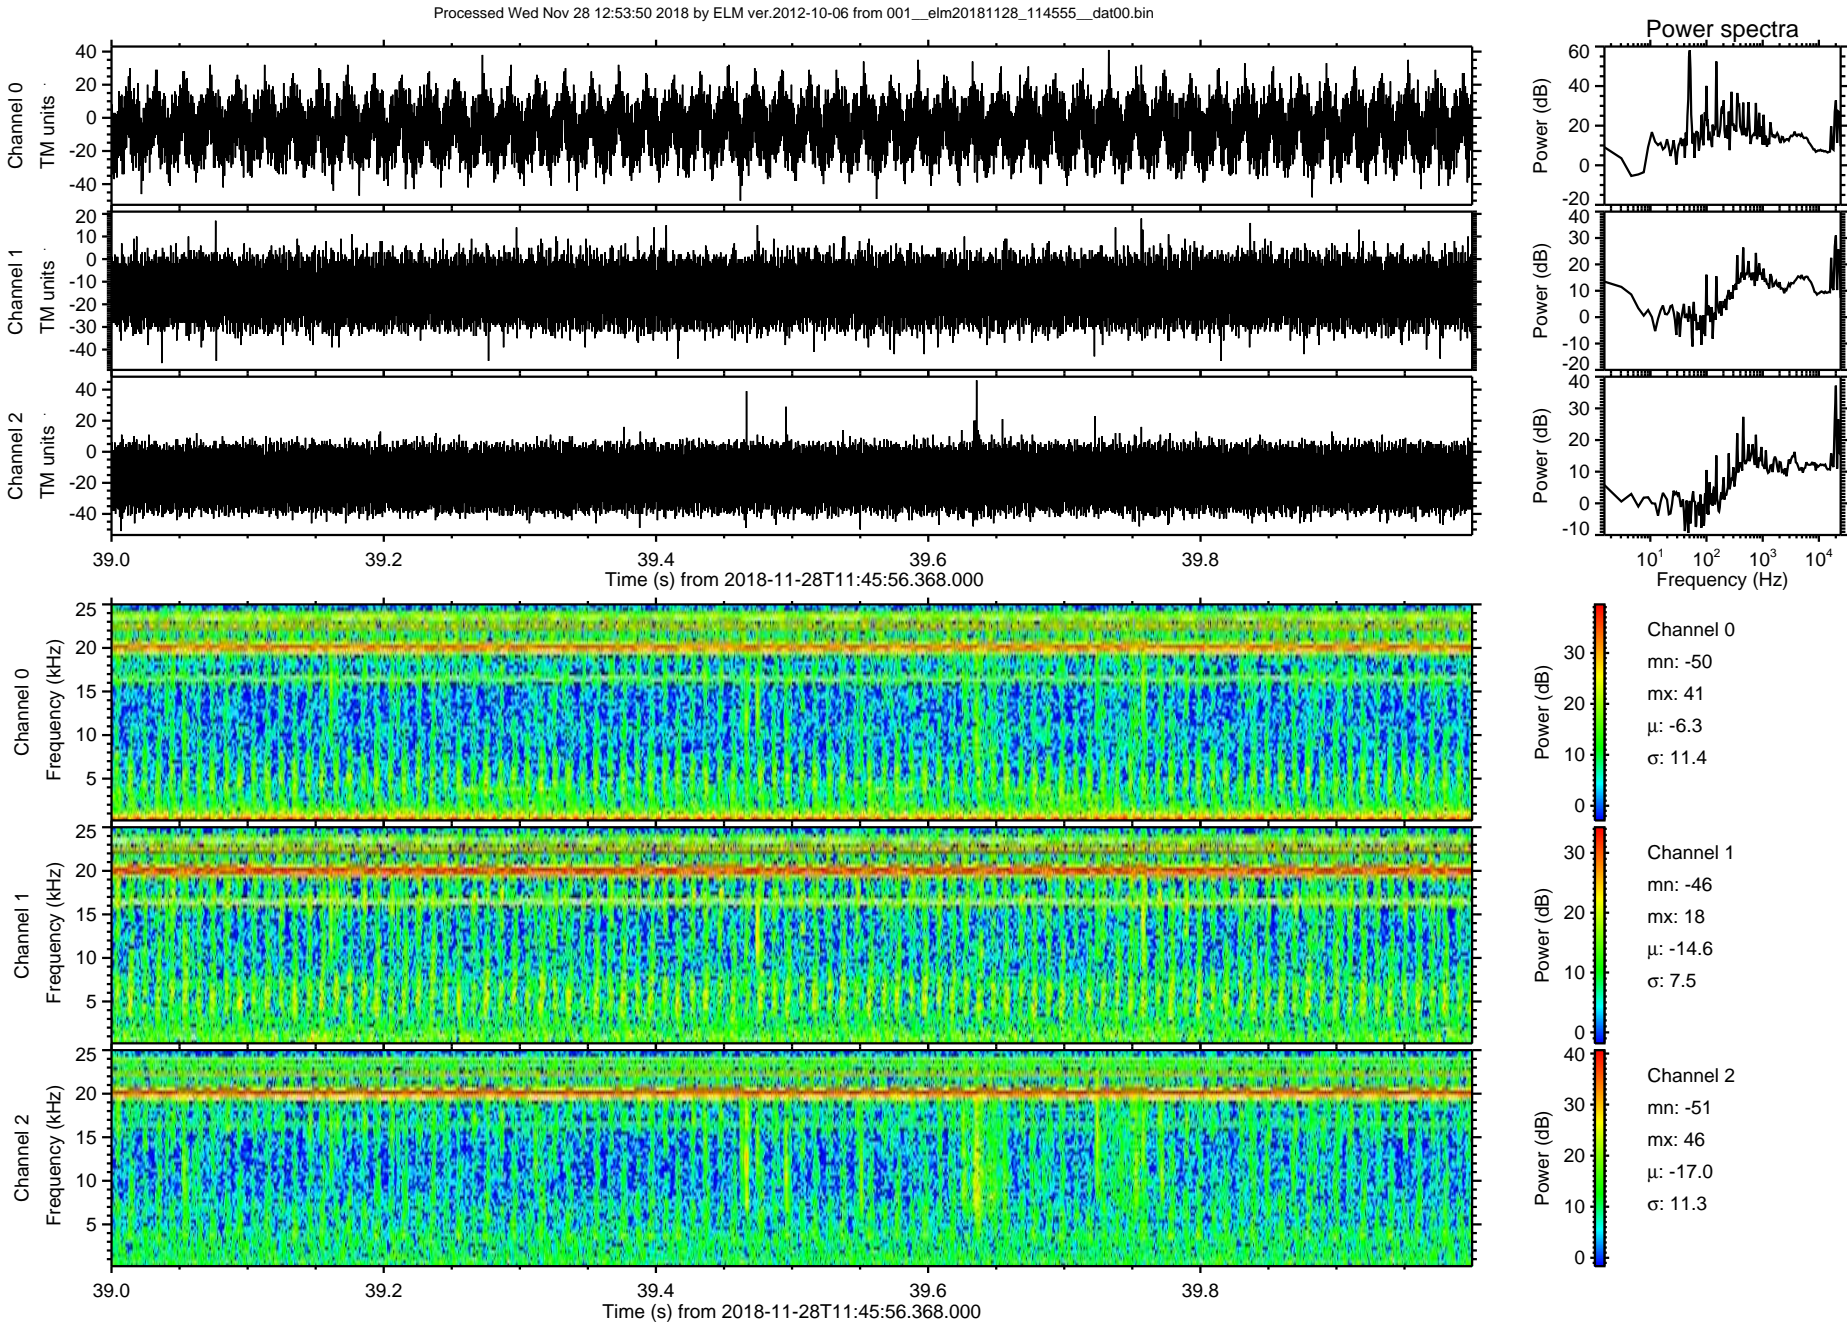 Processed Wed Nov 28 12:53:50 2018 by ELM ver.2012-10-06 from 001__elm20181128_114555__dat00.bin
Power spectra
Channel 0
TM units
40
20
0
-20
-40
Power (dB)
60
40
20
0
-20
Channel 1
TM units
20
10
0
-10
-20
-30
-40
Power (dB)
40
30
20
10
0
-10
-20
Channel 2
TM units
40
20
0
-20
-40
Power (dB)
40
30
20
10
0
-10
39.0 39.2 39.4 39.6 39.8
Time (s) from 2018-11-28T11:45:56.368.000
10^1 10^2 10^3 10^4
Frequency (Hz)
Channel 0
Frequency (kHz)
25
20
15
10
5
Power (dB)
30
20
10
0
Channel 0
mn: -50
mx: 41
μ: -6.3
σ: 11.4
Channel 1
Frequency (kHz)
25
20
15
10
5
Power (dB)
30
20
10
0
Channel 1
mn: -46
mx: 18
μ: -14.6
σ: 7.5
Channel 2
Frequency (kHz)
25
20
15
10
5
Power (dB)
40
30
20
10
0
Channel 2
mn: -51
mx: 46
μ: -17.0
σ: 11.3
39.0 39.2 39.4 39.6 39.8
Time (s) from 2018-11-28T11:45:56.368.000